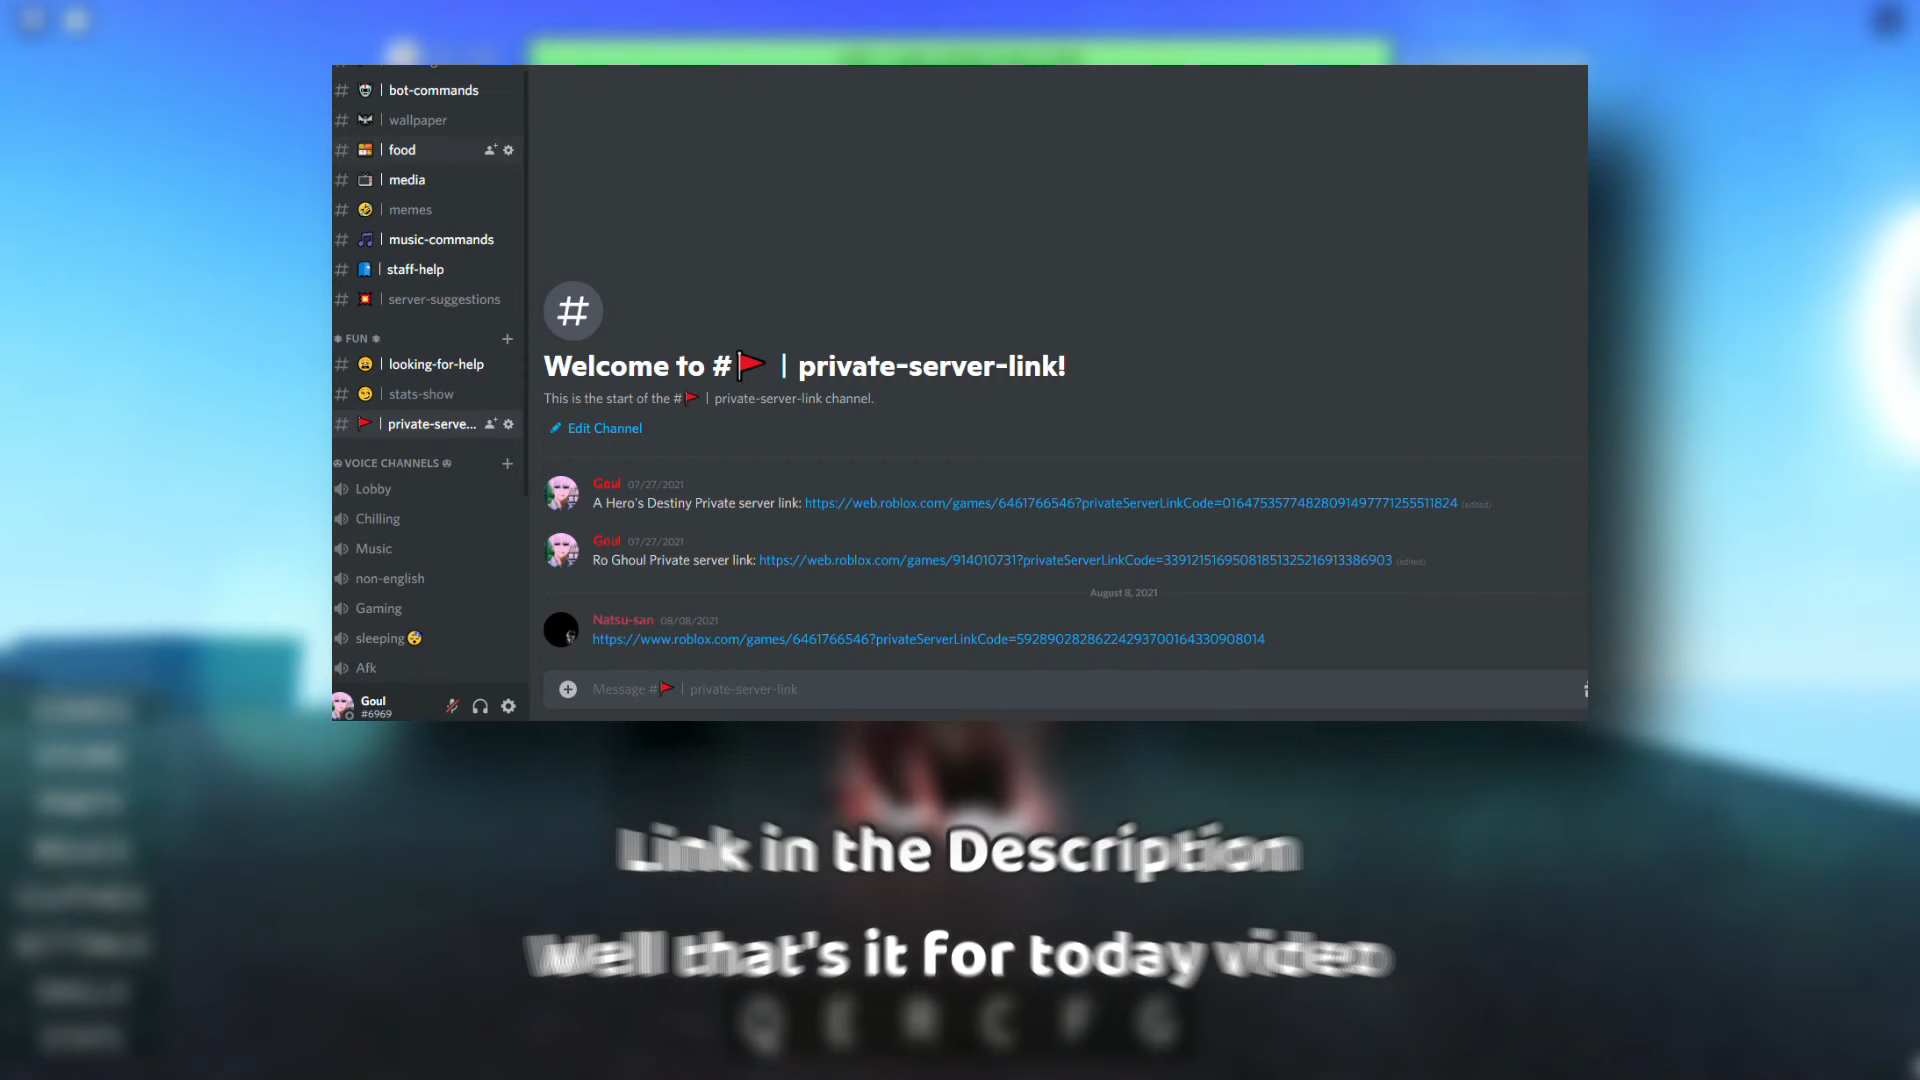 bot-commands
wallpaper
food
media
memes
music-commands
staff-help
server-suggestions
FUN
looking-for-help
stats-show
private-serve...
VOICE CHANNELS
Lobby
Chilling
Music
non-english
Gaming
sleeping
Afk
Goul
#6969
#
Welcome to # | private-server-link!
This is the start of the # | private-server-link channel.
Edit Channel
Goul 07/27/2021
A Hero's Destiny Private server link: https://web.roblox.com/games/6461766546?privateServerLinkCode=01647535774828091497771255511824 (edited)
Goul 07/27/2021
Ro Ghoul Private server link: https://web.roblox.com/games/914010731?privateServerLinkCode=33912151695081851325216913386903 (edited)
August 8, 2021
Natsu-san 08/08/2021
https://www.roblox.com/games/6461766546?privateServerLinkCode=59289028286224293700164330908014
Message # | private-server-link
Link in the Description
Well that's it for today video
Q E R C F G